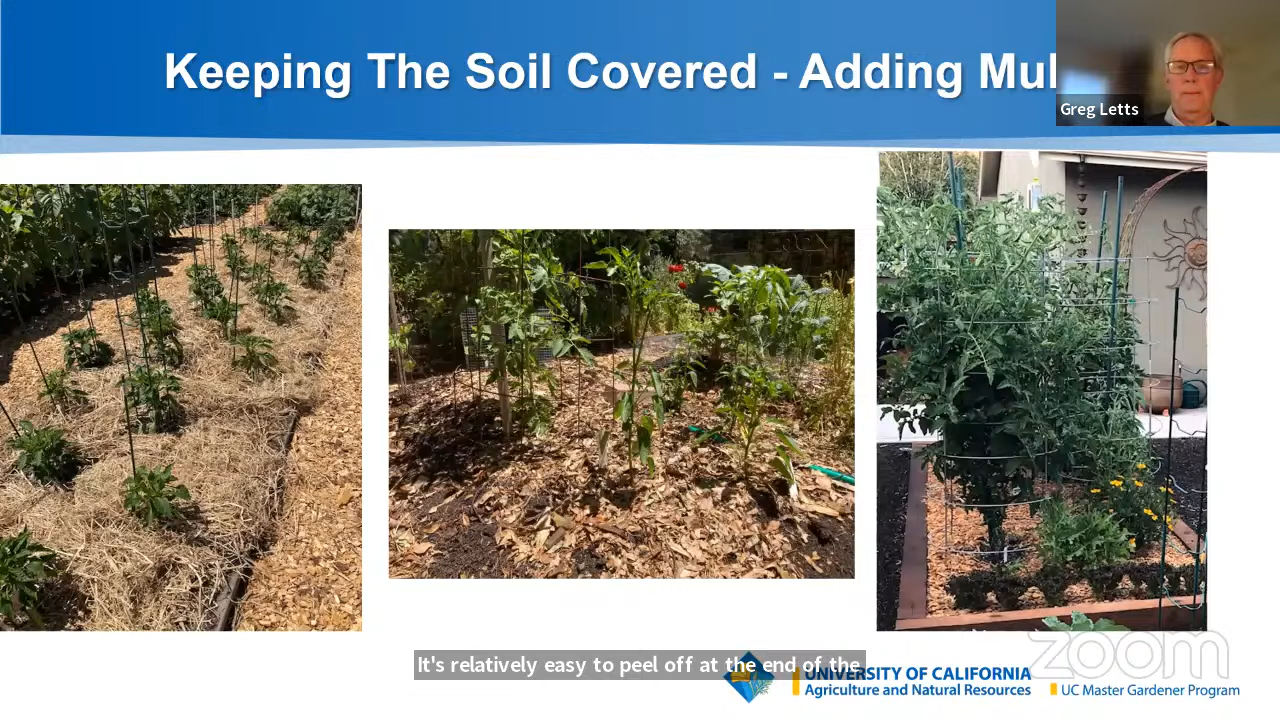 Keeping The Soil Covered - Adding Mul
Greg Letts
It's relatively easy to peel off at the end of the
UNIVERSITY OF CALIFORNIA
Agriculture and Natural Resources
UC Master Gardener Program
zoom